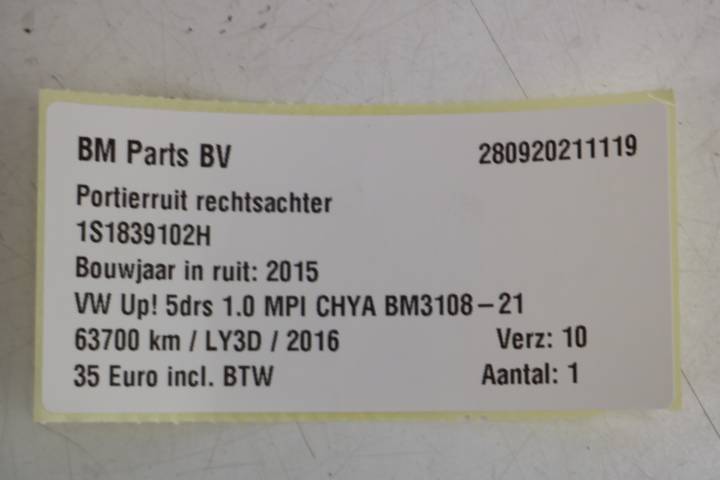 BM Parts BV 280920211119
Portierruit rechtsachter
1S1839102H
Bouwjaar in ruit: 2015
VW Up! 5drs 1.0 MPI CHYA BM3108-21
63700 km / LY3D / 2016 Verz: 10
35 Euro incl. BTW Aantal: 1